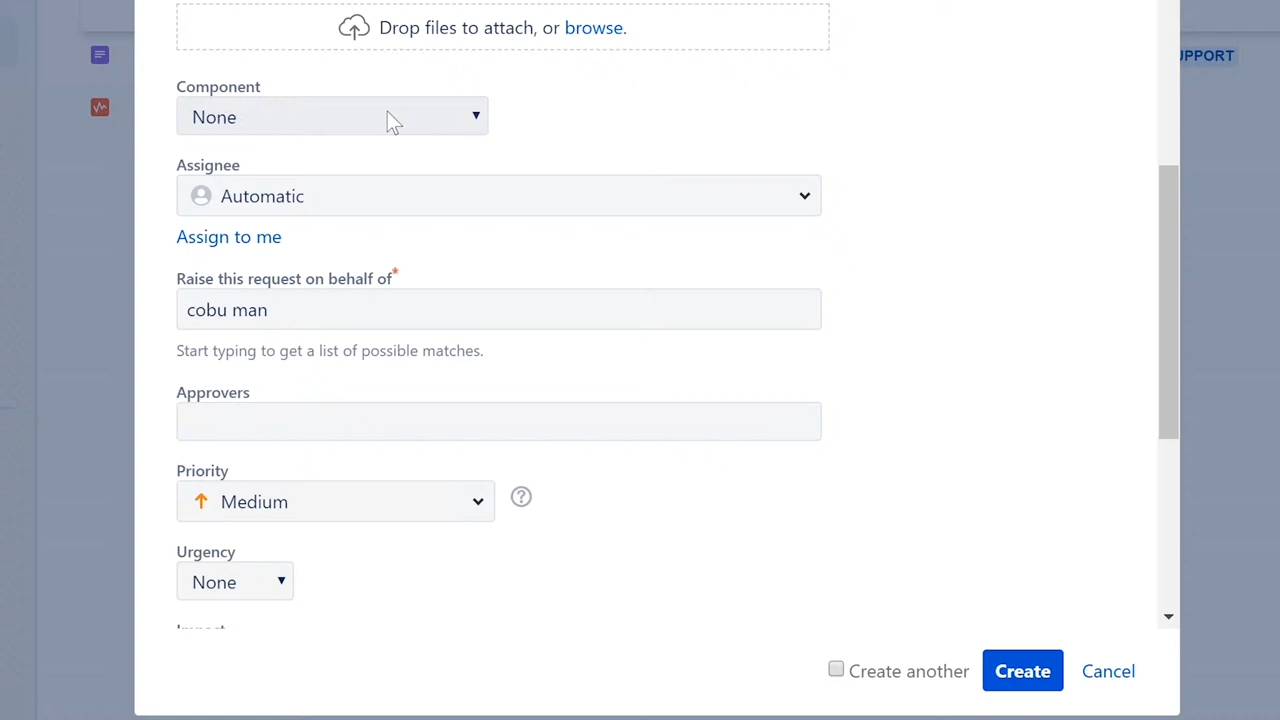 Drop files to attach, or browse.
UPPORT
Component
None
Assignee
Automatic
Assign to me
Raise this request on behalf of*
cobu man
Start typing to get a list of possible matches.
Approvers
Priority
Medium
Urgency
None
Create another
Create
Cancel